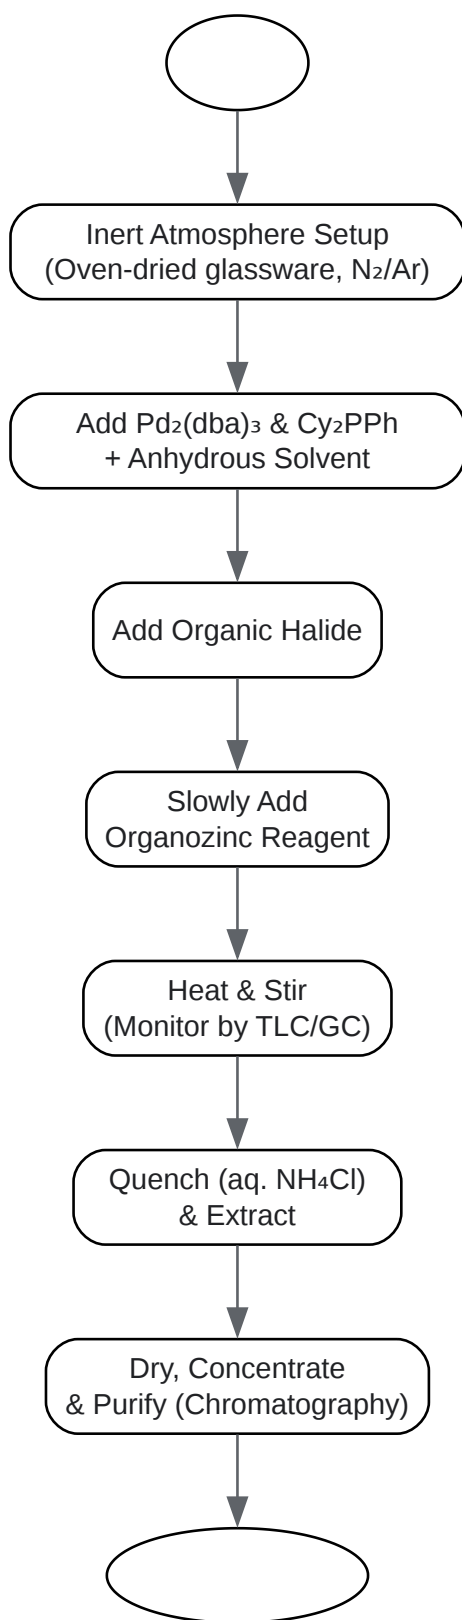 Inert Atmosphere Setup
(Oven-dried glassware, N₂/Ar)
Add Pd₂(dba)₃ & Cy₂PPh
+ Anhydrous Solvent
Add Organic Halide
Slowly Add
Organozinc Reagent
Heat & Stir
(Monitor by TLC/GC)
Quench (aq. NH₄Cl)
& Extract
Dry, Concentrate
& Purify (Chromatography)